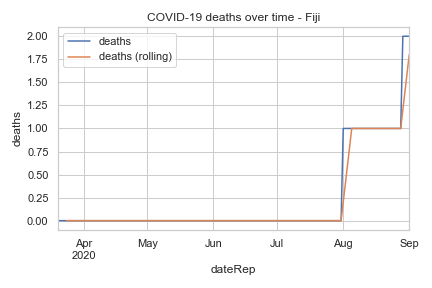 COVID-19 deaths over time - Fiji
deaths
deaths (rolling)
2.00
1.75
1.50
1.25
1.00
0.75
0.50
0.25
0.00
deaths
Apr
2020
May
Jun
Jul
Aug
Sep
dateRep